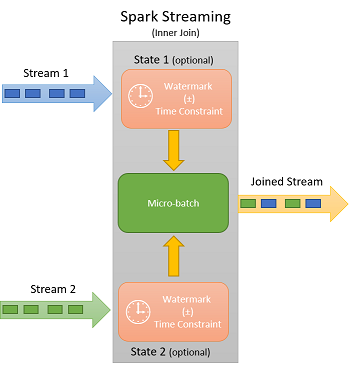 Spark Streaming
(Inner Join)
State 1 (optional)
Stream 1
Watermark
(±)
Time Constraint
Micro-batch
Joined Stream
Stream 2
Watermark
(±)
Time Constraint
State 2 (optional)